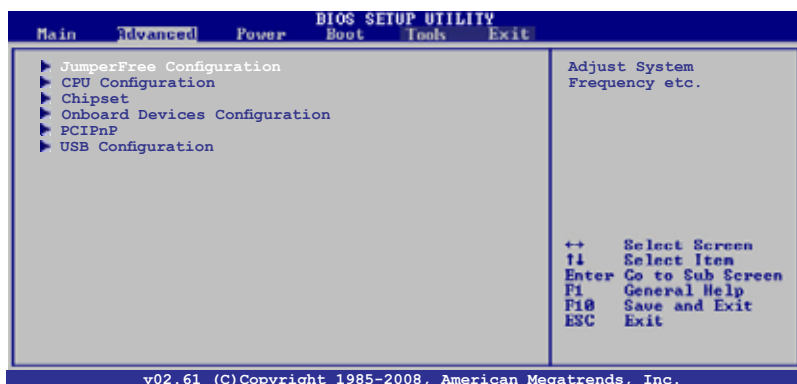 BIOS SETUP UTILITY
Main Advanced Power Boot Tools Exit
JumperFree Configuration
CPU Configuration
Chipset
Onboard Devices Configuration
PCIPnP
USB Configuration
Adjust System
Frequency etc.
↔ Select Screen
↑↓ Select Item
Enter Go to Sub Screen
F1 General Help
F10 Save and Exit
ESC Exit
v02.61 (C)Copyright 1985-2008, American Megatrends, Inc.